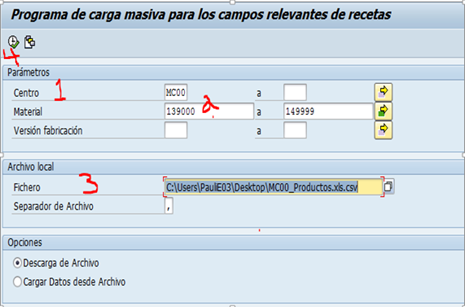 Programa de carga masiva para los campos relevantes de recetas
4.
Parámetros
Centro 1 MC00 a
Material 139000 2. a 149999
Versión fabricación a
Archivo local
Fichero 3 C:\Users\PauliE03\Desktop\MC00_Productos.xls.csv
Separador de Archivo ,
Opciones
Descarga de Archivo
Cargar Datos desde Archivo